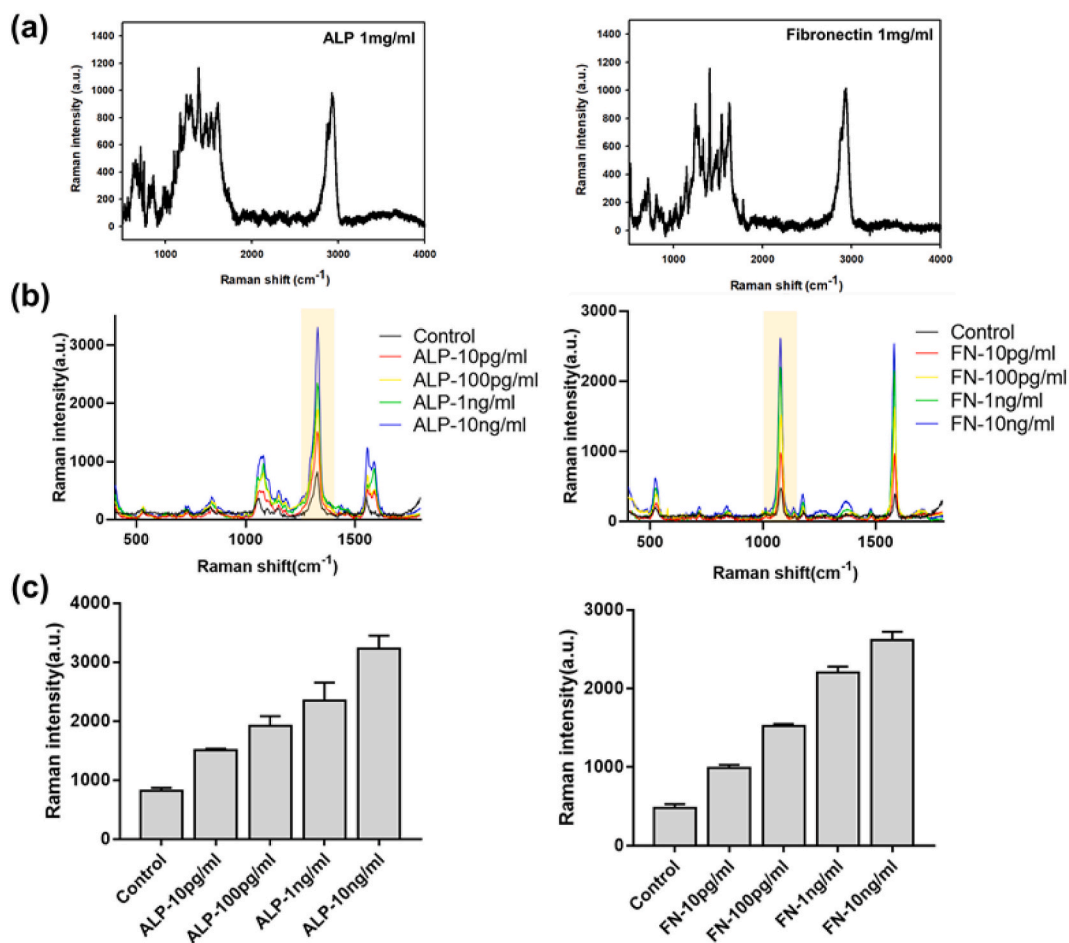 (a)
ALP 1mg/ml
Raman intensity (a.u.)
1400
1200
1000
800
600
400
200
0
1000 2000 3000 4000
Raman shift (cm-1)
Fibronectin 1mg/ml
Raman intensity (a.u.)
1400
1200
1000
800
600
400
200
0
1000 2000 3000 4000
Raman shift (cm-1)
(b)
Raman intensity(a.u.)
3000
2000
1000
0
500 1000 1500
Raman shift(cm-1)
Control
ALP-10pg/ml
ALP-100pg/ml
ALP-1ng/ml
ALP-10ng/ml
Raman intensity(a.u.)
3000
2000
1000
0
500 1000 1500
Raman shift(cm-1)
Control
FN-10pg/ml
FN-100pg/ml
FN-1ng/ml
FN-10ng/ml
(c)
Raman intensity(a.u.)
4000
3000
2000
1000
0
Control
ALP-10pg/ml
ALP-100pg/ml
ALP-1ng/ml
ALP-10ng/ml
Raman intensity(a.u.)
3000
2000
1000
0
Control
FN-10pg/ml
FN-100pg/ml
FN-1ng/ml
FN-10ng/ml